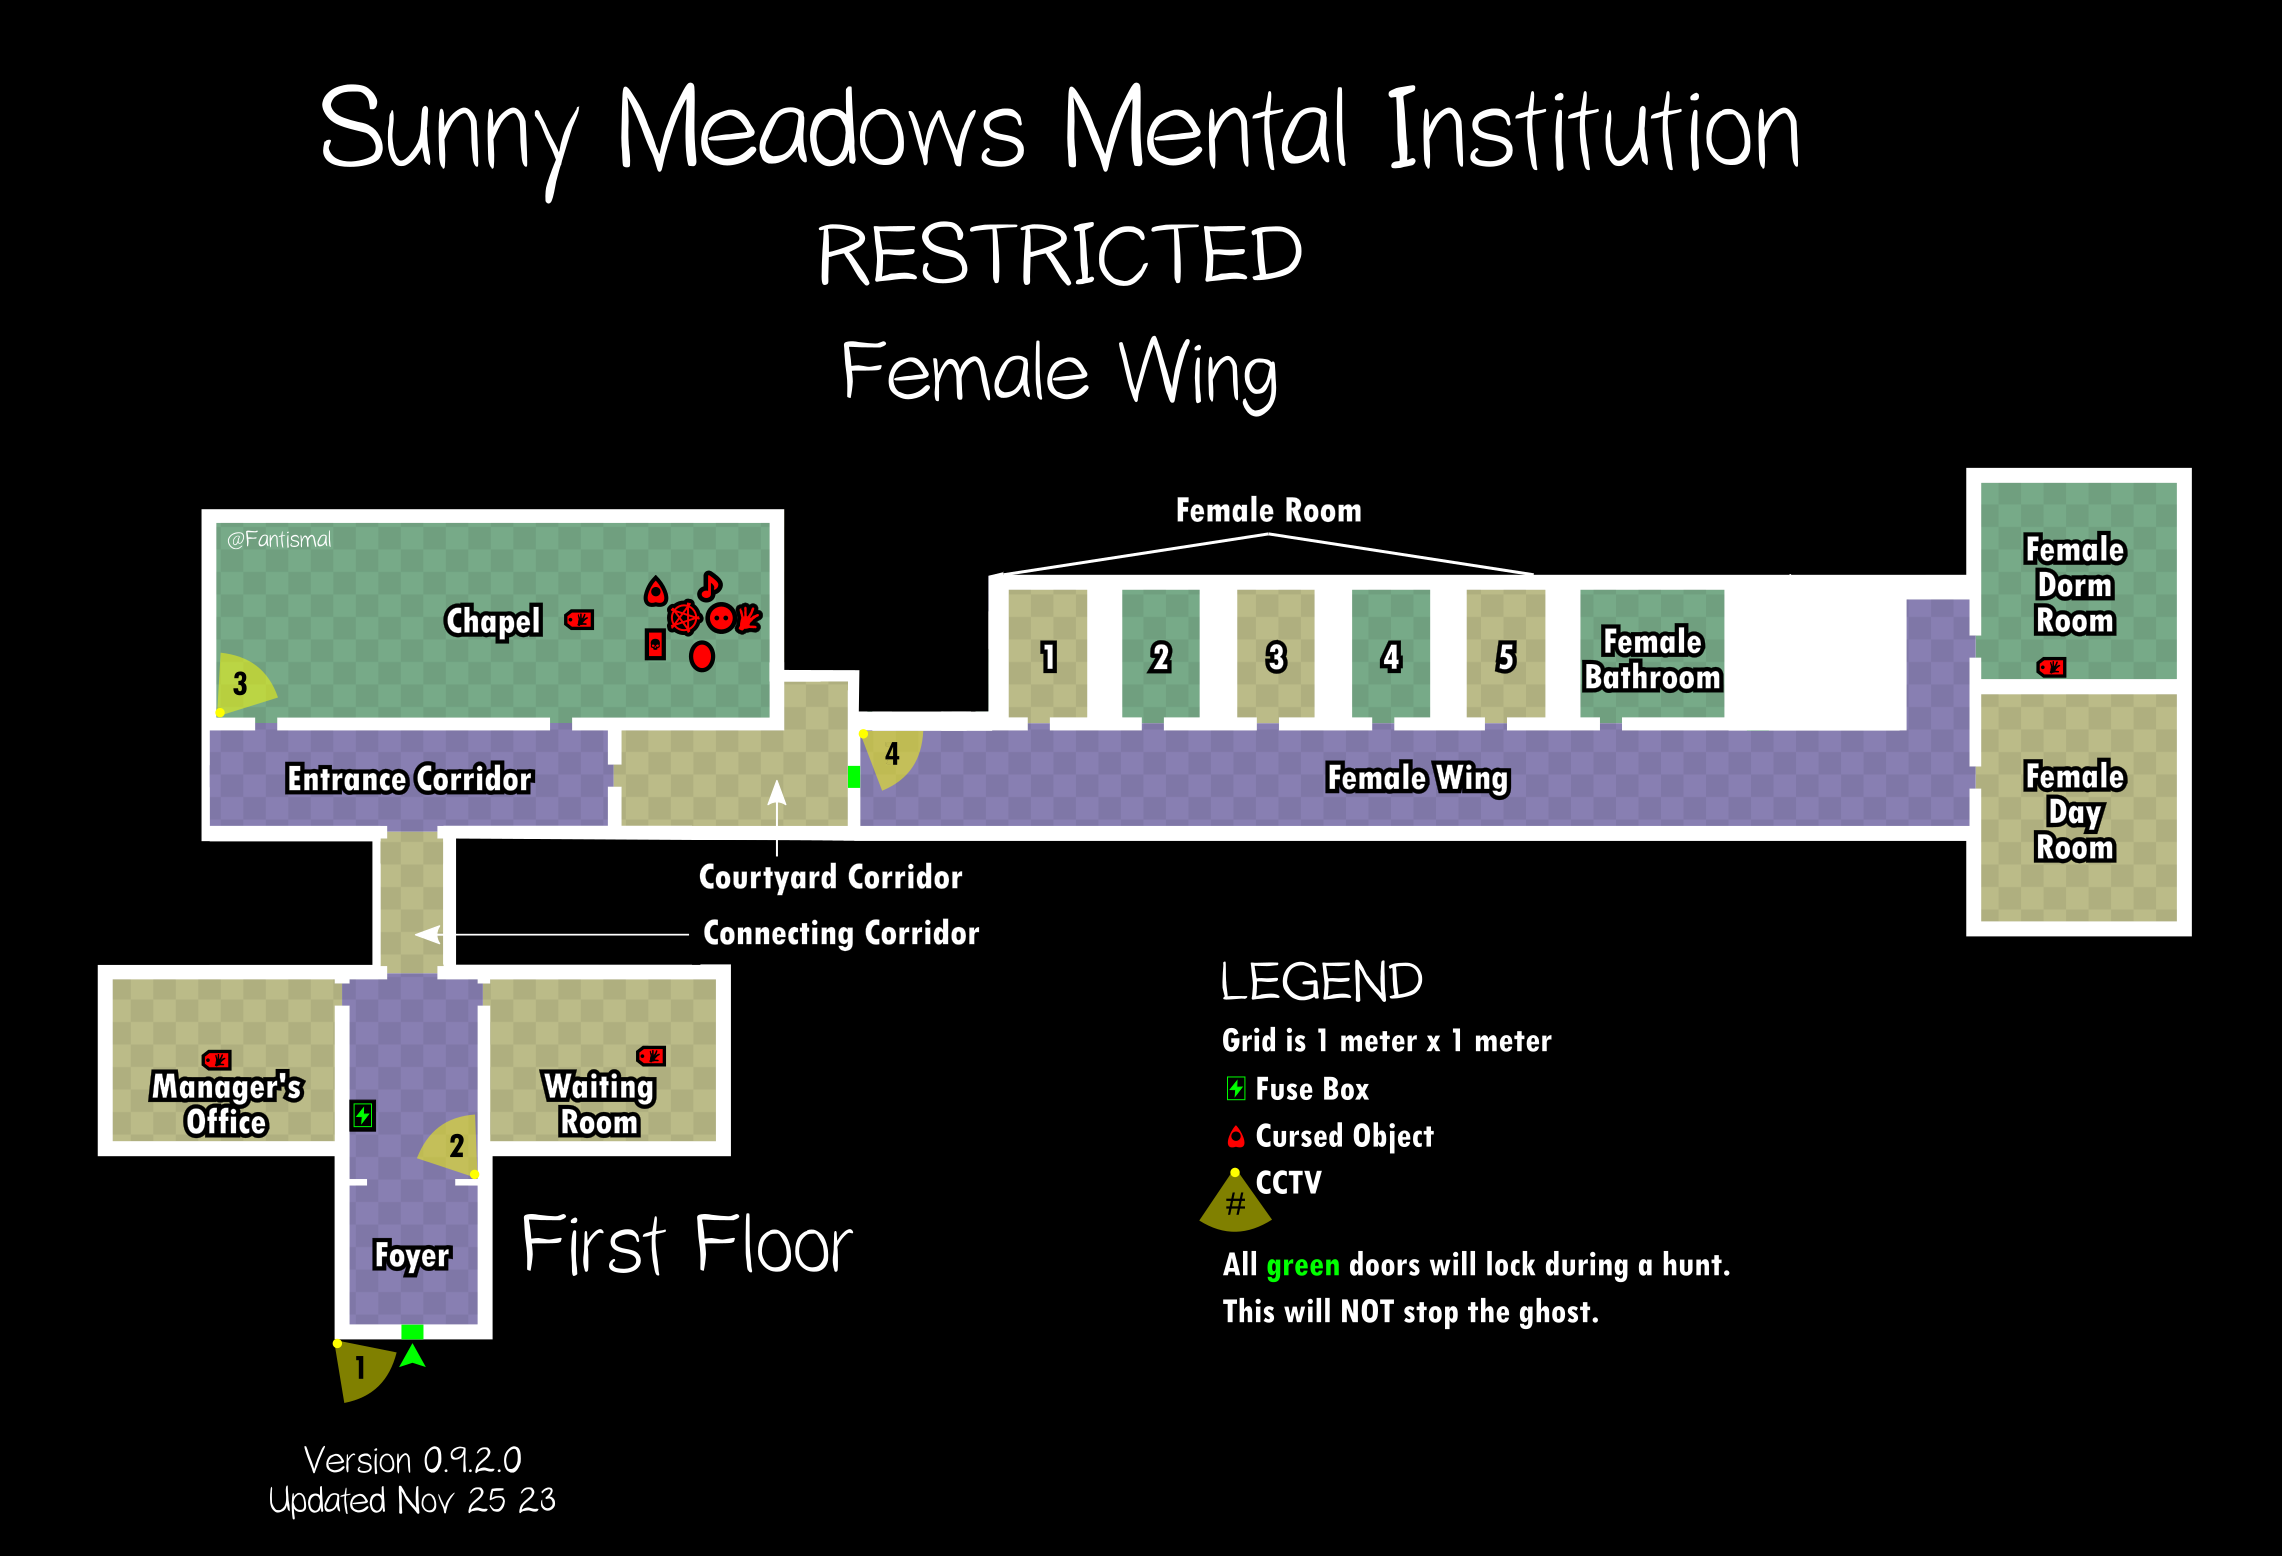 Sunny Meadows Mental Institution
RESTRICTED
Female Wing
@Fantismal
Chapel
3
Entrance Corridor
Courtyard Corridor
Connecting Corridor
Female Room
1
2
3
4
5
Female
Bathroom
4
Female Wing
Female
Dorm
Room
Female
Day
Room
Manager's
Office
Waiting
Room
2
Foyer
First Floor
1
LEGEND
Grid is 1 meter x 1 meter
Fuse Box
Cursed Object
CCTV
#
All green doors will lock during a hunt.
This will NOT stop the ghost.
Version 0.9.2.0
Updated Nov 25 23